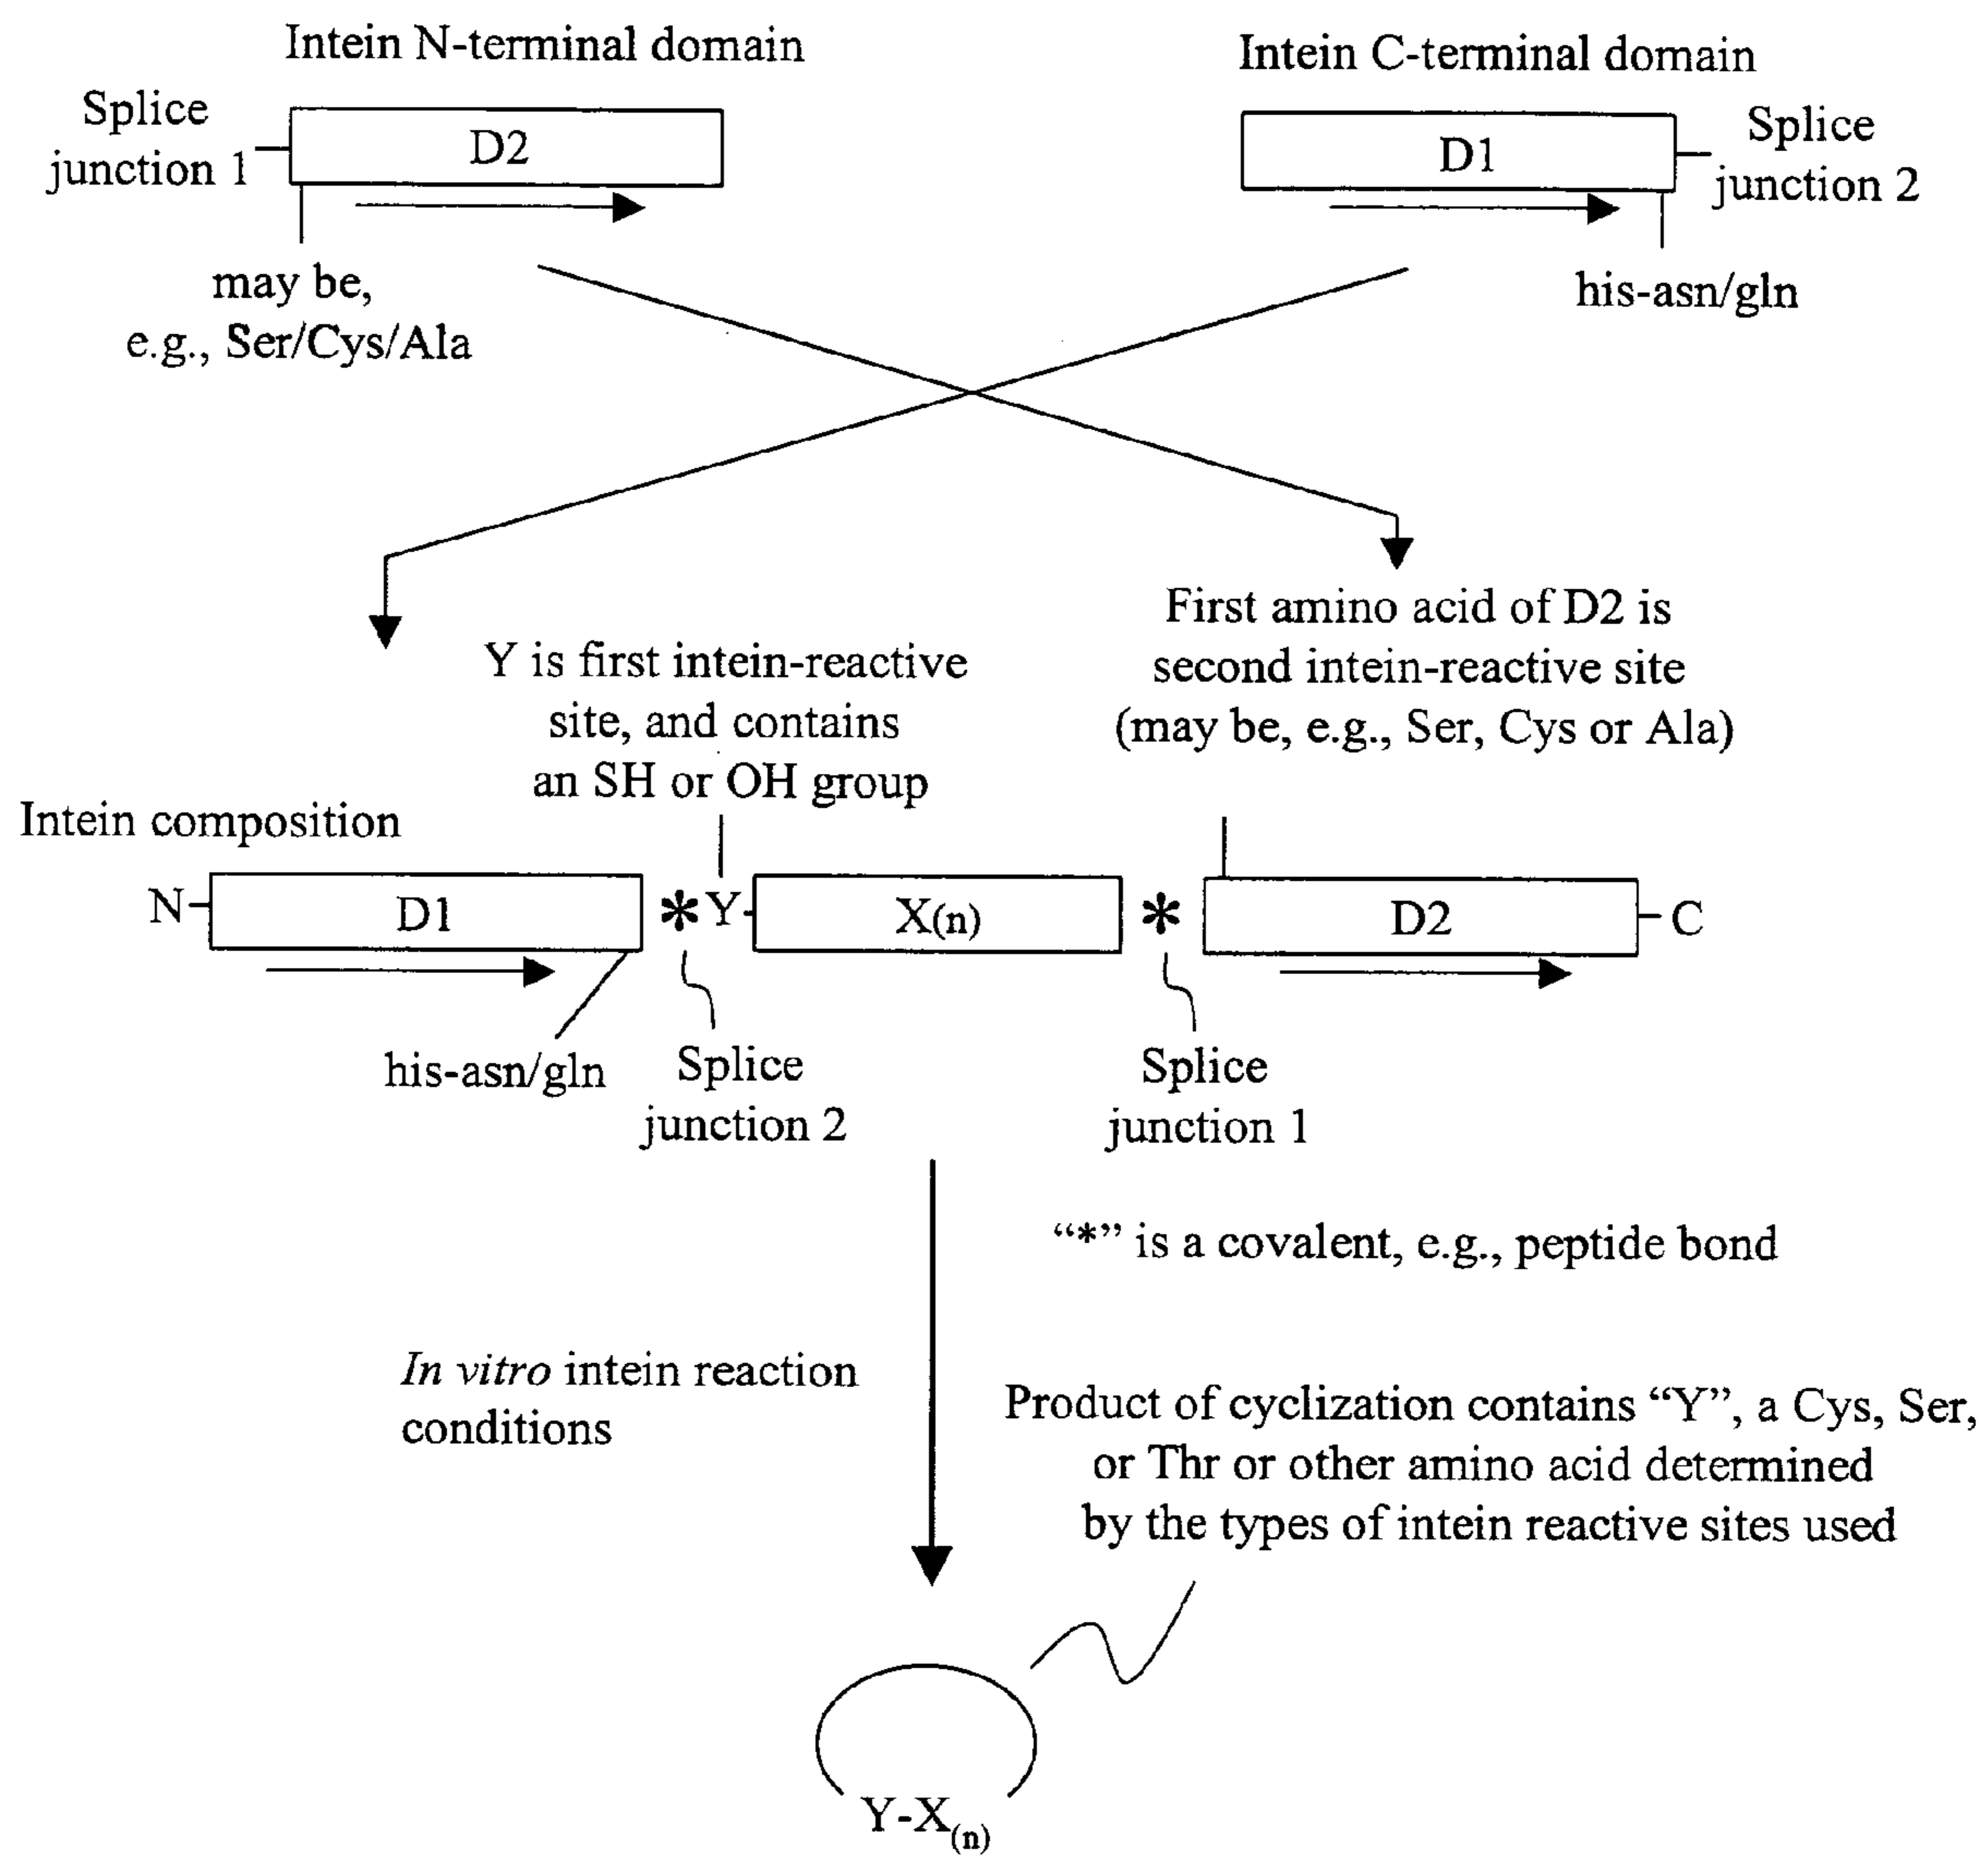 Intein N-terminal domain
Splice
junction 1
D2
may be,
e.g., Ser/Cys/Ala
Intein C-terminal domain
D1
Splice
junction 2
his-asn/gln
Y is first intein-reactive
site, and contains
an SH or OH group
First amino acid of D2 is
second intein-reactive site
(may be, e.g., Ser, Cys or Ala)
Intein composition
N D1 * Y X(n) * D2 C
his-asn/gln
Splice
junction 2
Splice
junction 1
“*” is a covalent, e.g., peptide bond
In vitro intein reaction
conditions
Product of cyclization contains “Y”, a Cys, Ser,
or Thr or other amino acid determined
by the types of intein reactive sites used
Y-X(n)